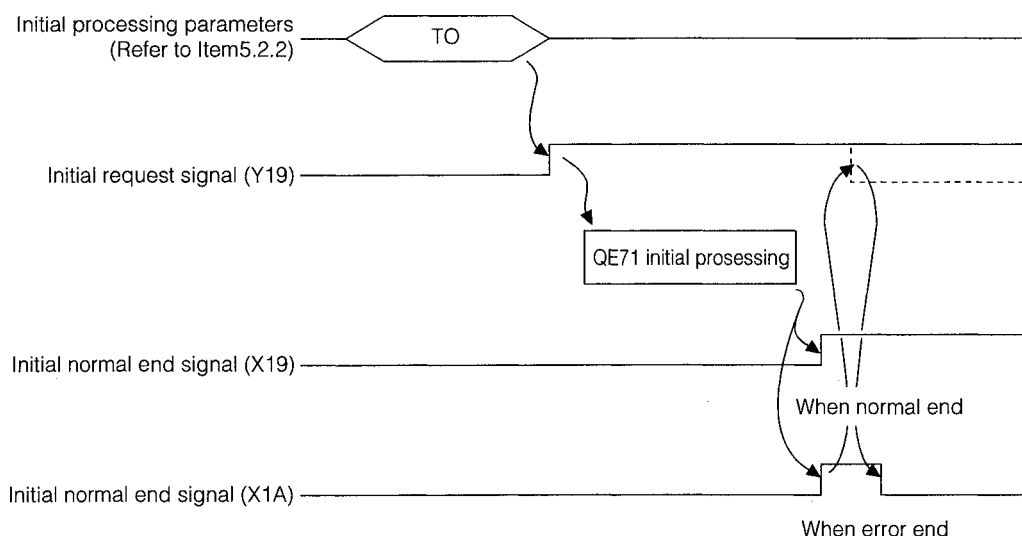 Initial processing parameters
(Refer to Item5.2.2)
TO
Initial request signal (Y19)
QE71 initial prosessing
Initial normal end signal (X19)
When normal end
Initial normal end signal (X1A)
When error end